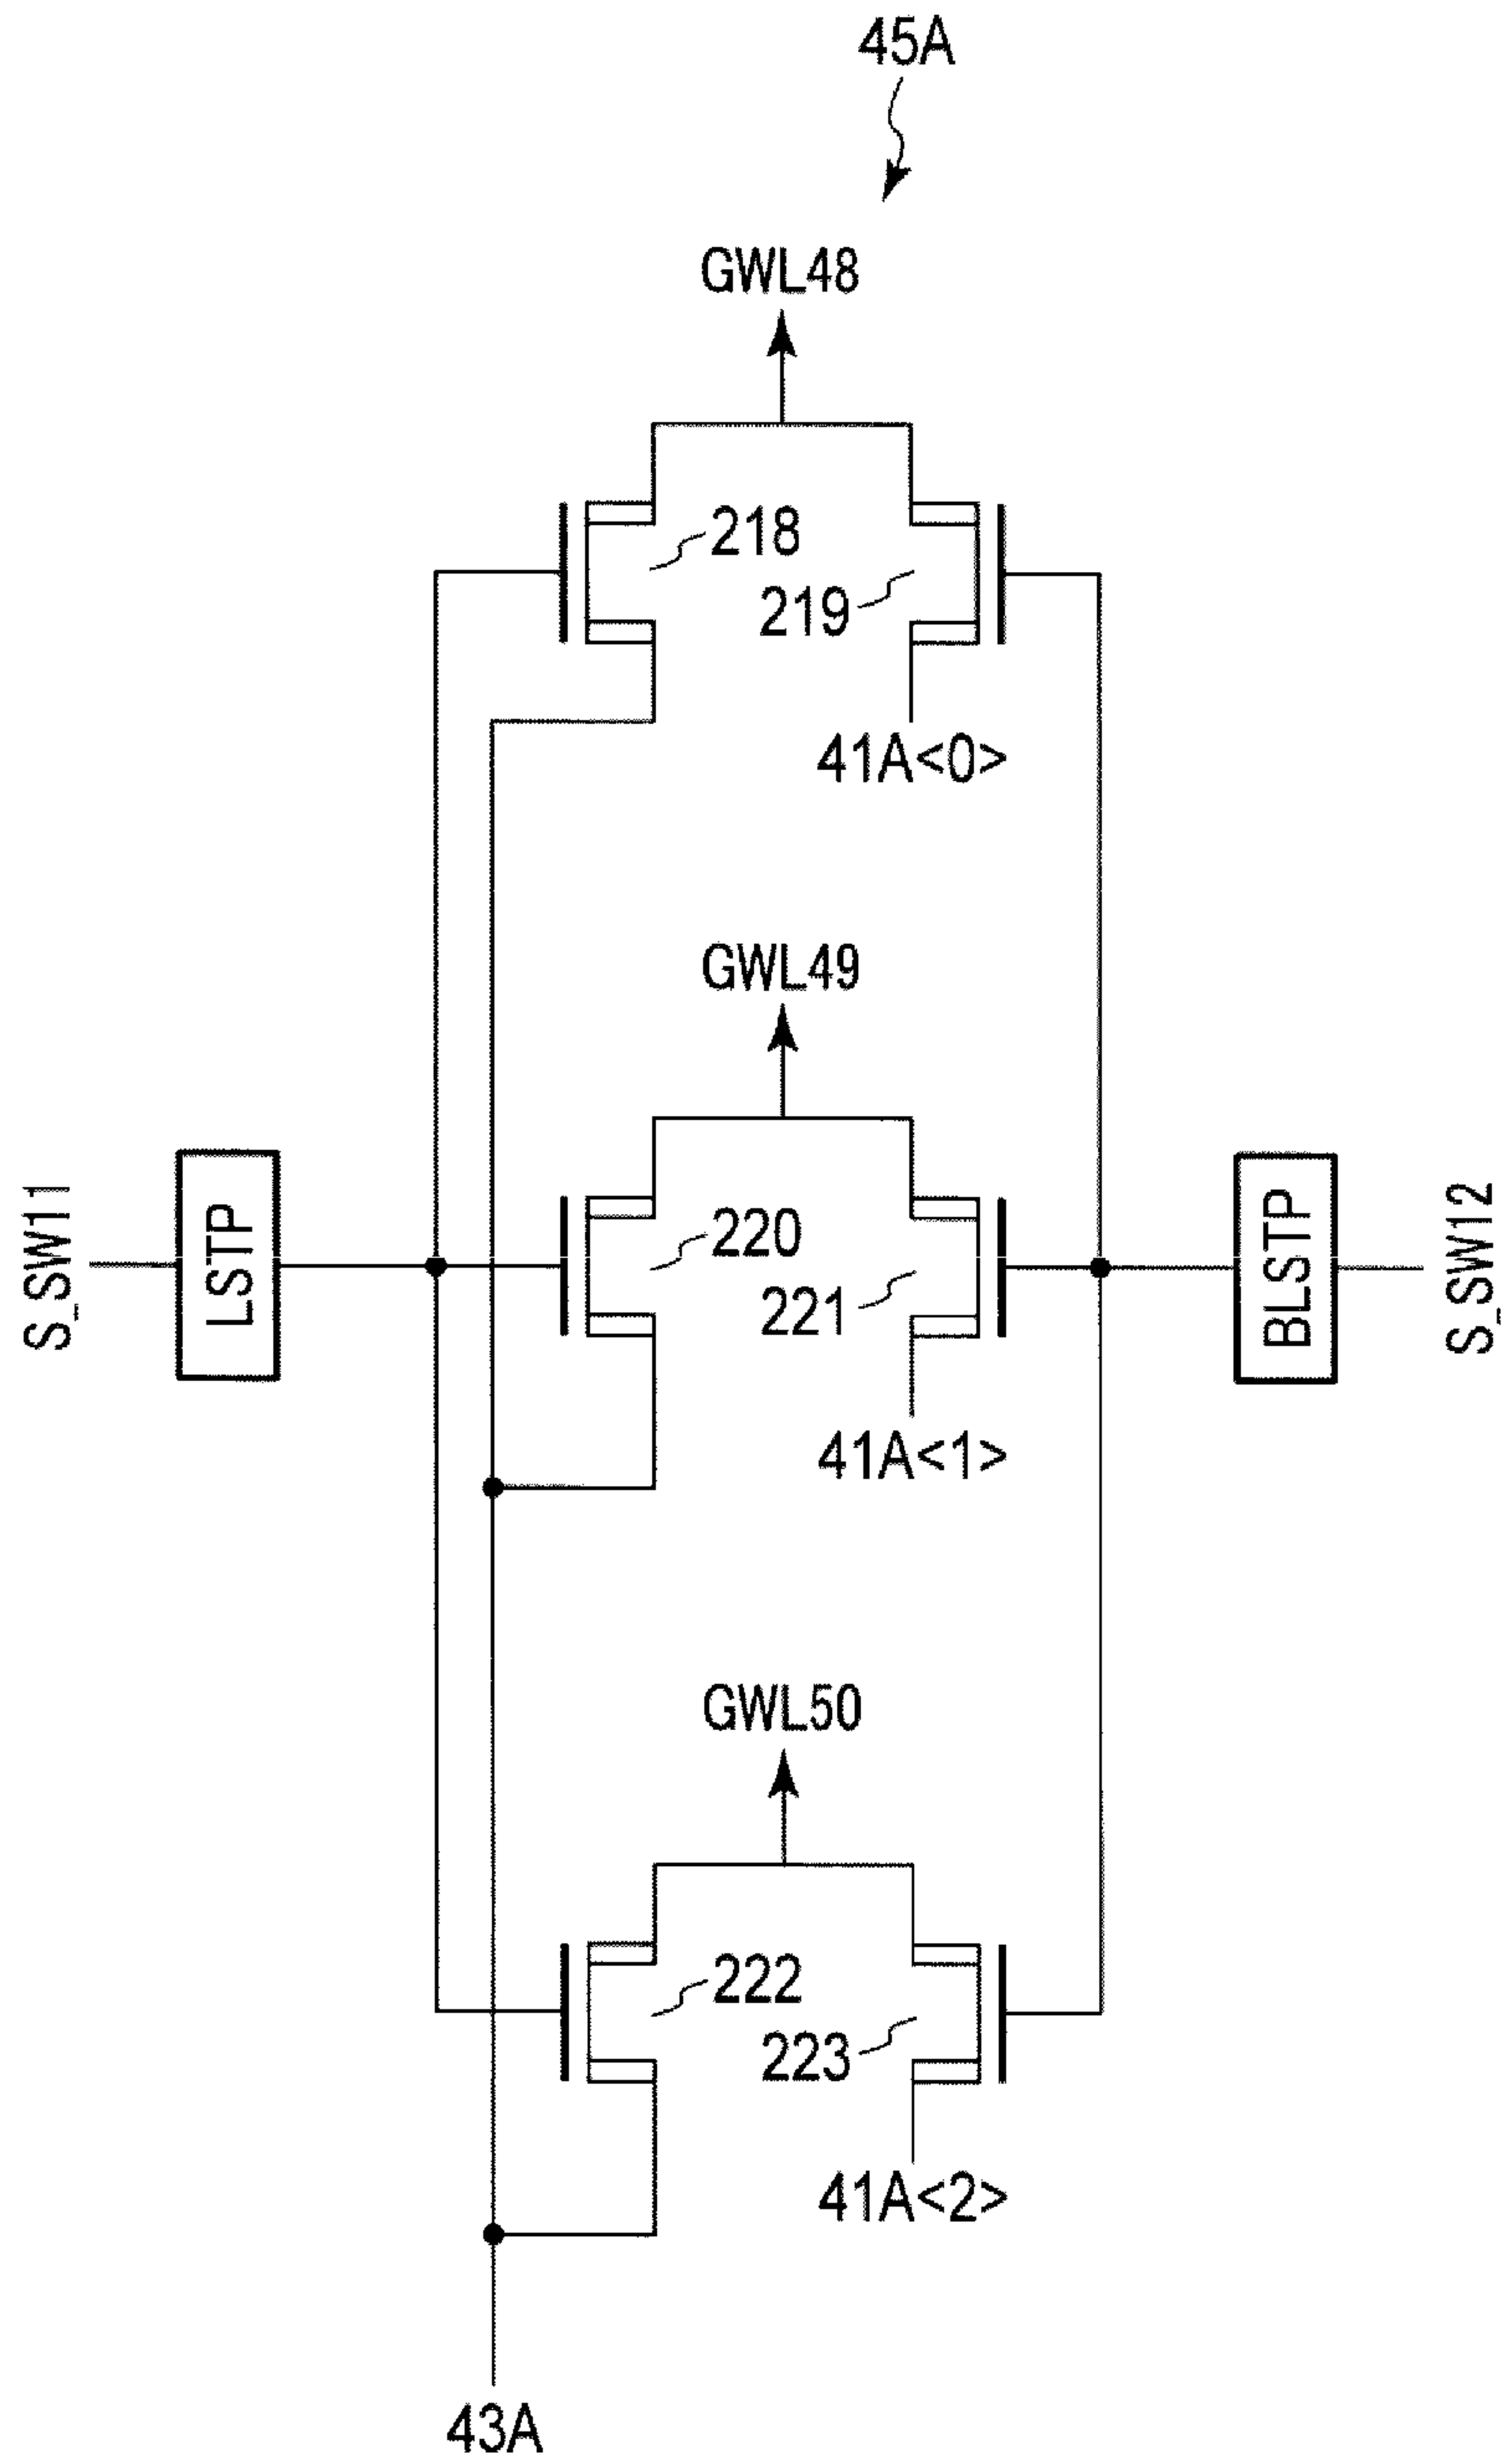 45A
GWL48
218
219
41A<0>
GWL49
S_SW11
LSTP
220
221
BLSTP
S_SW12
41A<1>
GWL50
222
223
41A<2>
43A